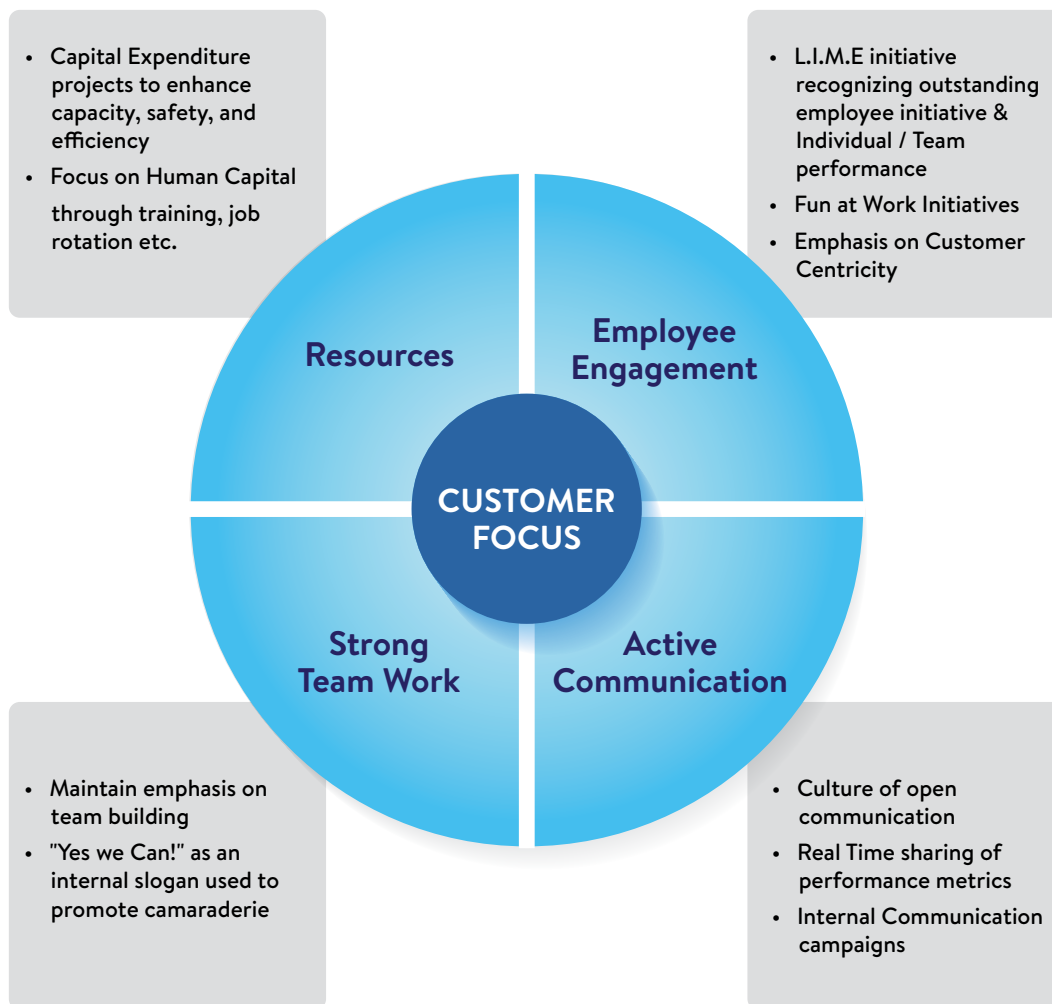 • Capital Expenditure
projects to enhance
capacity, safety, and
efficiency
• Focus on Human Capital
through training, job
rotation etc.
• L.I.M.E initiative
recognizing outstanding
employee initiative &
Individual / Team
performance
• Fun at Work Initiatives
• Emphasis on Customer
Centricity
Resources
Employee
Engagement
CUSTOMER
FOCUS
Strong
Team Work
Active
Communication
• Maintain emphasis on
team building
• "Yes we Can!" as an
internal slogan used to
promote camaraderie
• Culture of open
communication
• Real Time sharing of
performance metrics
• Internal Communication
campaigns